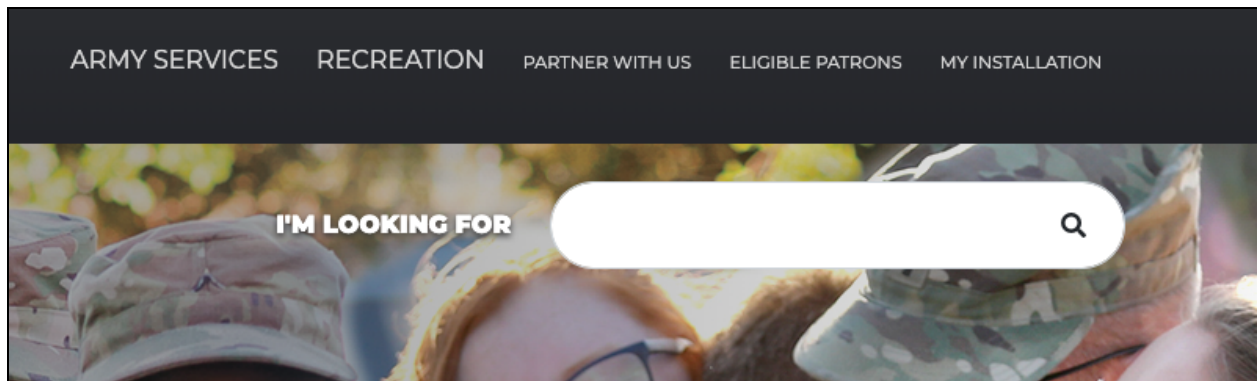 ARMY SERVICES RECREATION PARTNER WITH US ELIGIBLE PATRONS MY INSTALLATION
I'M LOOKING FOR